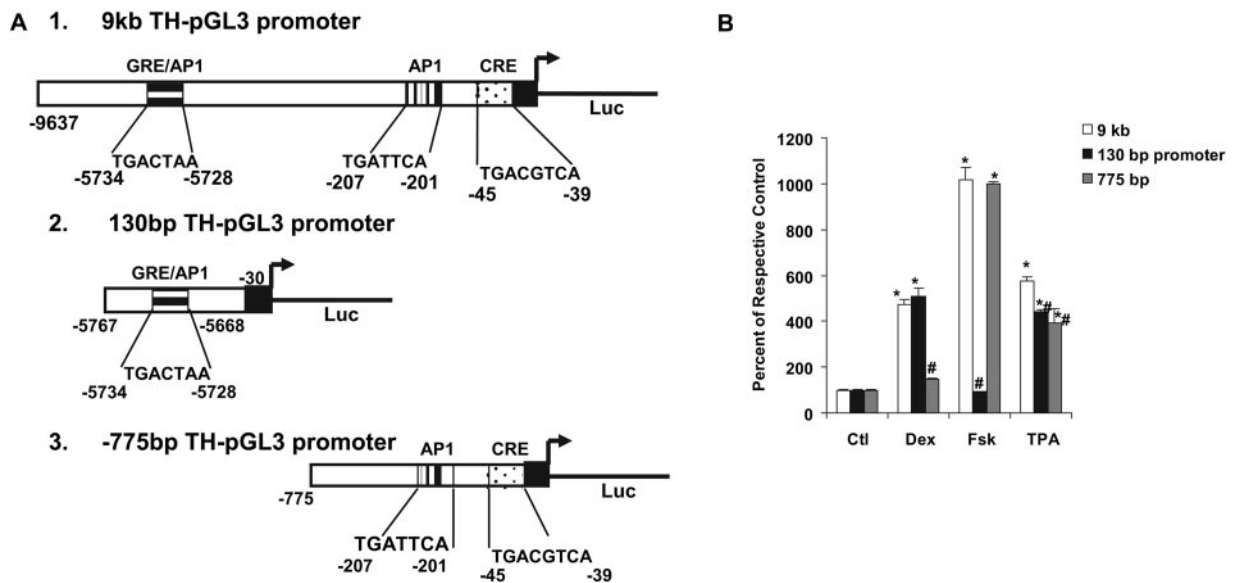 A 1. 9kb TH-pGL3 promoter
GRE/AP1 AP1 CRE
Luc
-9637
TGACTAA TGATTCA TGACGTCA
-5734 -5728 -207 -201 -45 -39
2. 130bp TH-pGL3 promoter
GRE/AP1 -30
Luc
-5767 -5668
TGACTAA
-5734 -5728
3. -775bp TH-pGL3 promoter
AP1 CRE
Luc
-775
TGATTCA TGACGTCA
-207 -201 -45 -39
B
9 kb
130 bp promoter
775 bp
Percent of Respective Control
1200
1000
800
600
400
200
0
* * #
* # *
* *# *#
Ctl Dex Fsk TPA